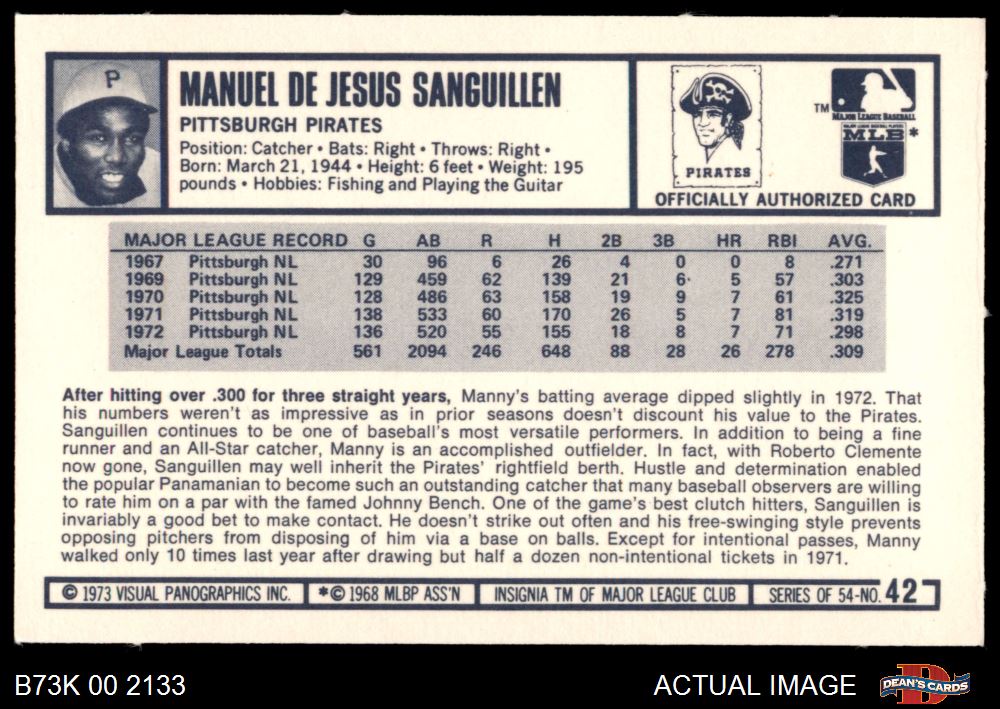 P
MANUEL DE JESUS SANGUILLEN
PITTSBURGH PIRATES
Position: Catcher • Bats: Right • Throws: Right •
Born: March 21, 1944 • Height: 6 feet • Weight: 195
pounds • Hobbies: Fishing and Playing the Guitar
PIRATES
TM
MAJOR LEAGUE BASEBALL
MAJOR LEAGUE BASEBALL PLAYERS
MLB *
OFFICIALLY AUTHORIZED CARD
MAJOR LEAGUE RECORD G AB R H 2B 3B HR RBI AVG.
1967 Pittsburgh NL 30 96 6 26 4 0 0 8 .271
1969 Pittsburgh NL 129 459 62 139 21 6 5 57 .303
1970 Pittsburgh NL 128 486 63 158 19 9 7 61 .325
1971 Pittsburgh NL 138 533 60 170 26 5 7 81 .319
1972 Pittsburgh NL 136 520 55 155 18 8 7 71 .298
Major League Totals 561 2094 246 648 88 28 26 278 .309
After hitting over .300 for three straight years, Manny's batting average dipped slightly in 1972. That
his numbers weren't as impressive as in prior seasons doesn't discount his value to the Pirates.
Sanguillen continues to be one of baseball's most versatile performers. In addition to being a fine
runner and an All-Star catcher, Manny is an accomplished outfielder. In fact, with Roberto Clemente
now gone, Sanguillen may well inherit the Pirates' rightfield berth. Hustle and determination enabled
the popular Panamanian to become such an outstanding catcher that many baseball observers are willing
to rate him on a par with the famed Johnny Bench. One of the game's best clutch hitters, Sanguillen is
invariably a good bet to make contact. He doesn't strike out often and his free-swinging style prevents
opposing pitchers from disposing of him via a base on balls. Except for intentional passes, Manny
walked only 10 times last year after drawing but half a dozen non-intentional tickets in 1971.
© 1973 VISUAL PANOGRAPHICS INC. *© 1968 MLBP ASS'N INSIGNIA TM OF MAJOR LEAGUE CLUB SERIES OF 54-NO. 42
B73K 00 2133
ACTUAL IMAGE
D
DEAN'S CARDS